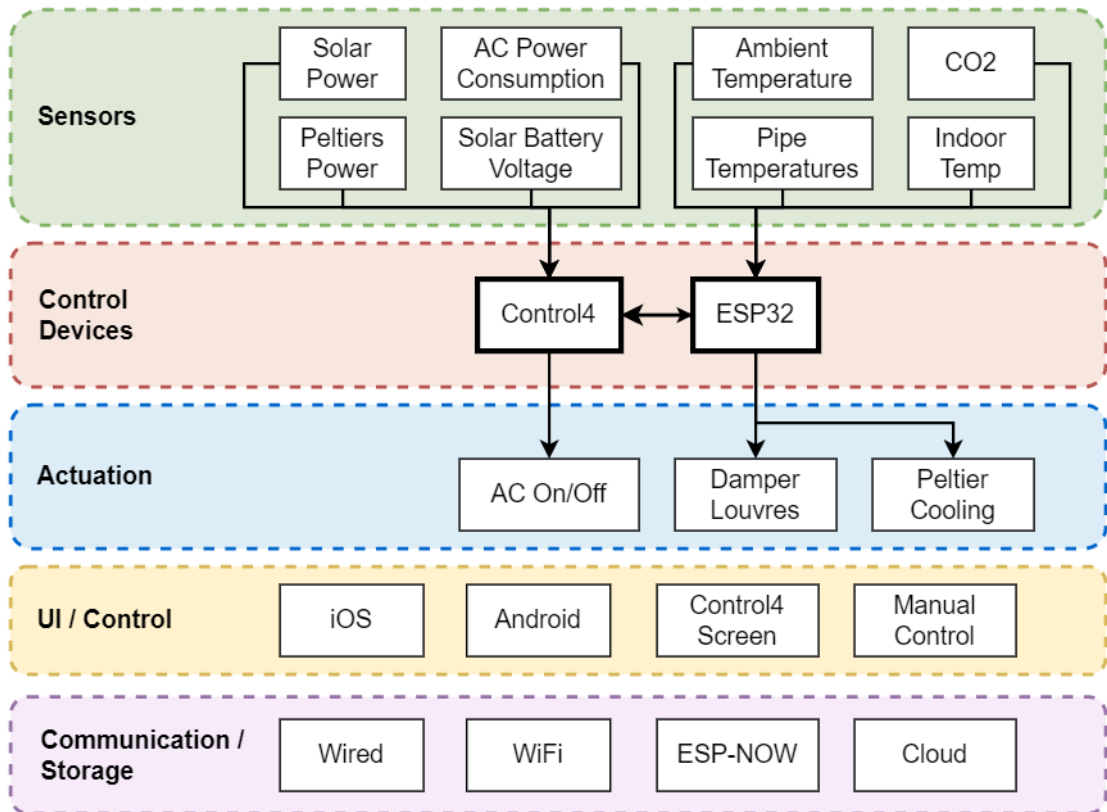 Sensors
Solar
Power
AC Power
Consumption
Ambient
Temperature
CO2
Peltiers
Power
Solar Battery
Voltage
Pipe
Temperatures
Indoor
Temp
Control
Devices
Control4
ESP32
Actuation
AC On/Off
Damper
Louvres
Peltier
Cooling
UI / Control
iOS
Android
Control4
Screen
Manual
Control
Communication /
Storage
Wired
WiFi
ESP-NOW
Cloud